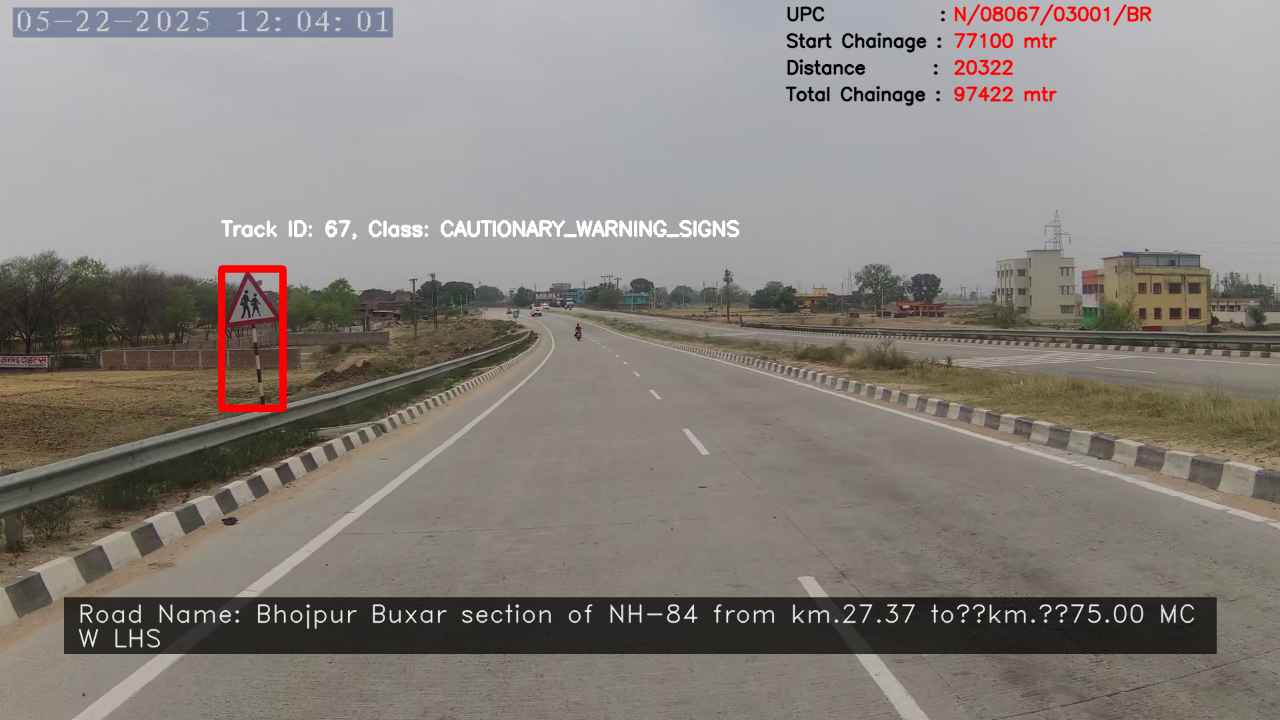 05-22-2025 12:04:01
UPC : N/08067/03001/BR
Start Chainage : 77100 mtr
Distance : 20322
Total Chainage : 97422 mtr
Track ID: 67, Class: CAUTIONARY_WARNING_SIGNS
Road Name: Bhojpur Buxar section of NH-84 from km.27.37 to??km.??75.00 MC
W LHS